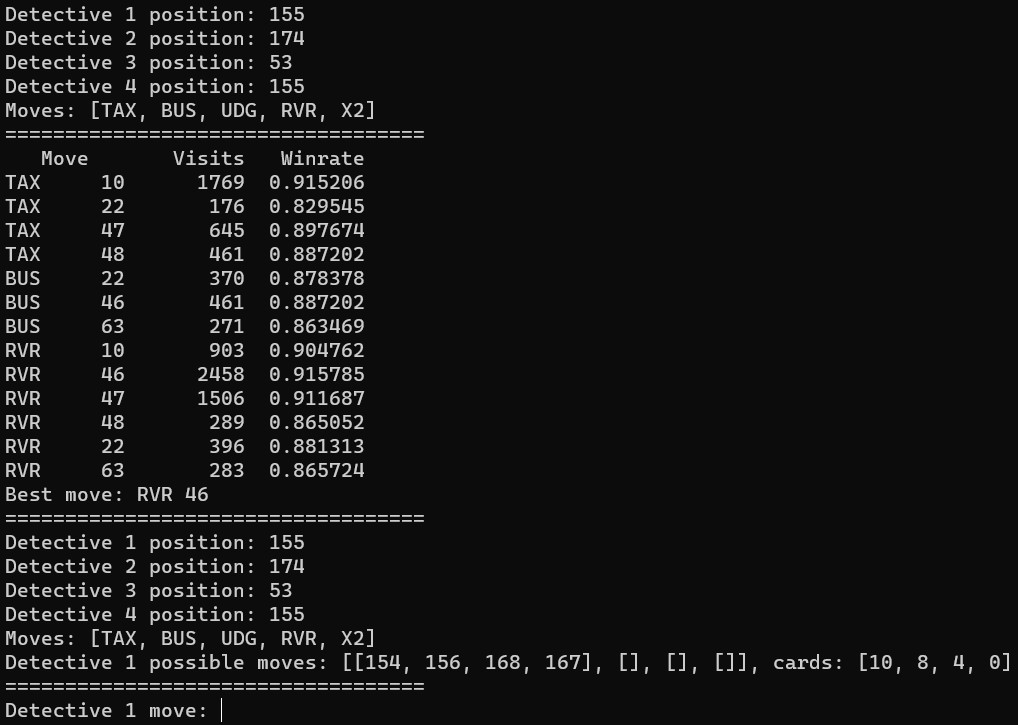 Detective 1 position: 155
Detective 2 position: 174
Detective 3 position: 53
Detective 4 position: 155
Moves: [TAX, BUS, UDG, RVR, X2]
===================================
   Move       Visits   Winrate
TAX     10      1769  0.915206
TAX     22       176  0.829545
TAX     47       645  0.897674
TAX     48       461  0.887202
BUS     22       370  0.878378
BUS     46       461  0.887202
BUS     63       271  0.863469
RVR     10       903  0.904762
RVR     46      2458  0.915785
RVR     47      1506  0.911687
RVR     48       289  0.865052
RVR     22       396  0.881313
RVR     63       283  0.865724
Best move: RVR 46
===================================
Detective 1 position: 155
Detective 2 position: 174
Detective 3 position: 53
Detective 4 position: 155
Moves: [TAX, BUS, UDG, RVR, X2]
Detective 1 possible moves: [[154, 156, 168, 167], [], [], []], cards: [10, 8, 4, 0]
===================================
Detective 1 move: